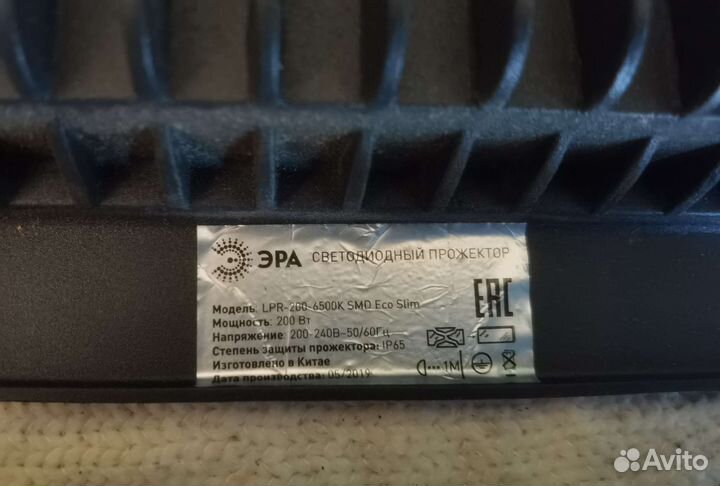 ЭРА СВЕТОДИОДНЫЙ ПРОЖЕКТОР
Модель: LPR-200-6500K SMD Eco Slim
Мощность: 200 Вт
Напряжение: 200-240В~50/60Гц
Степень защиты прожектора: IP65
Изготовлено в Китае
Дата производства: 05/2019
EAC
1М
Avito